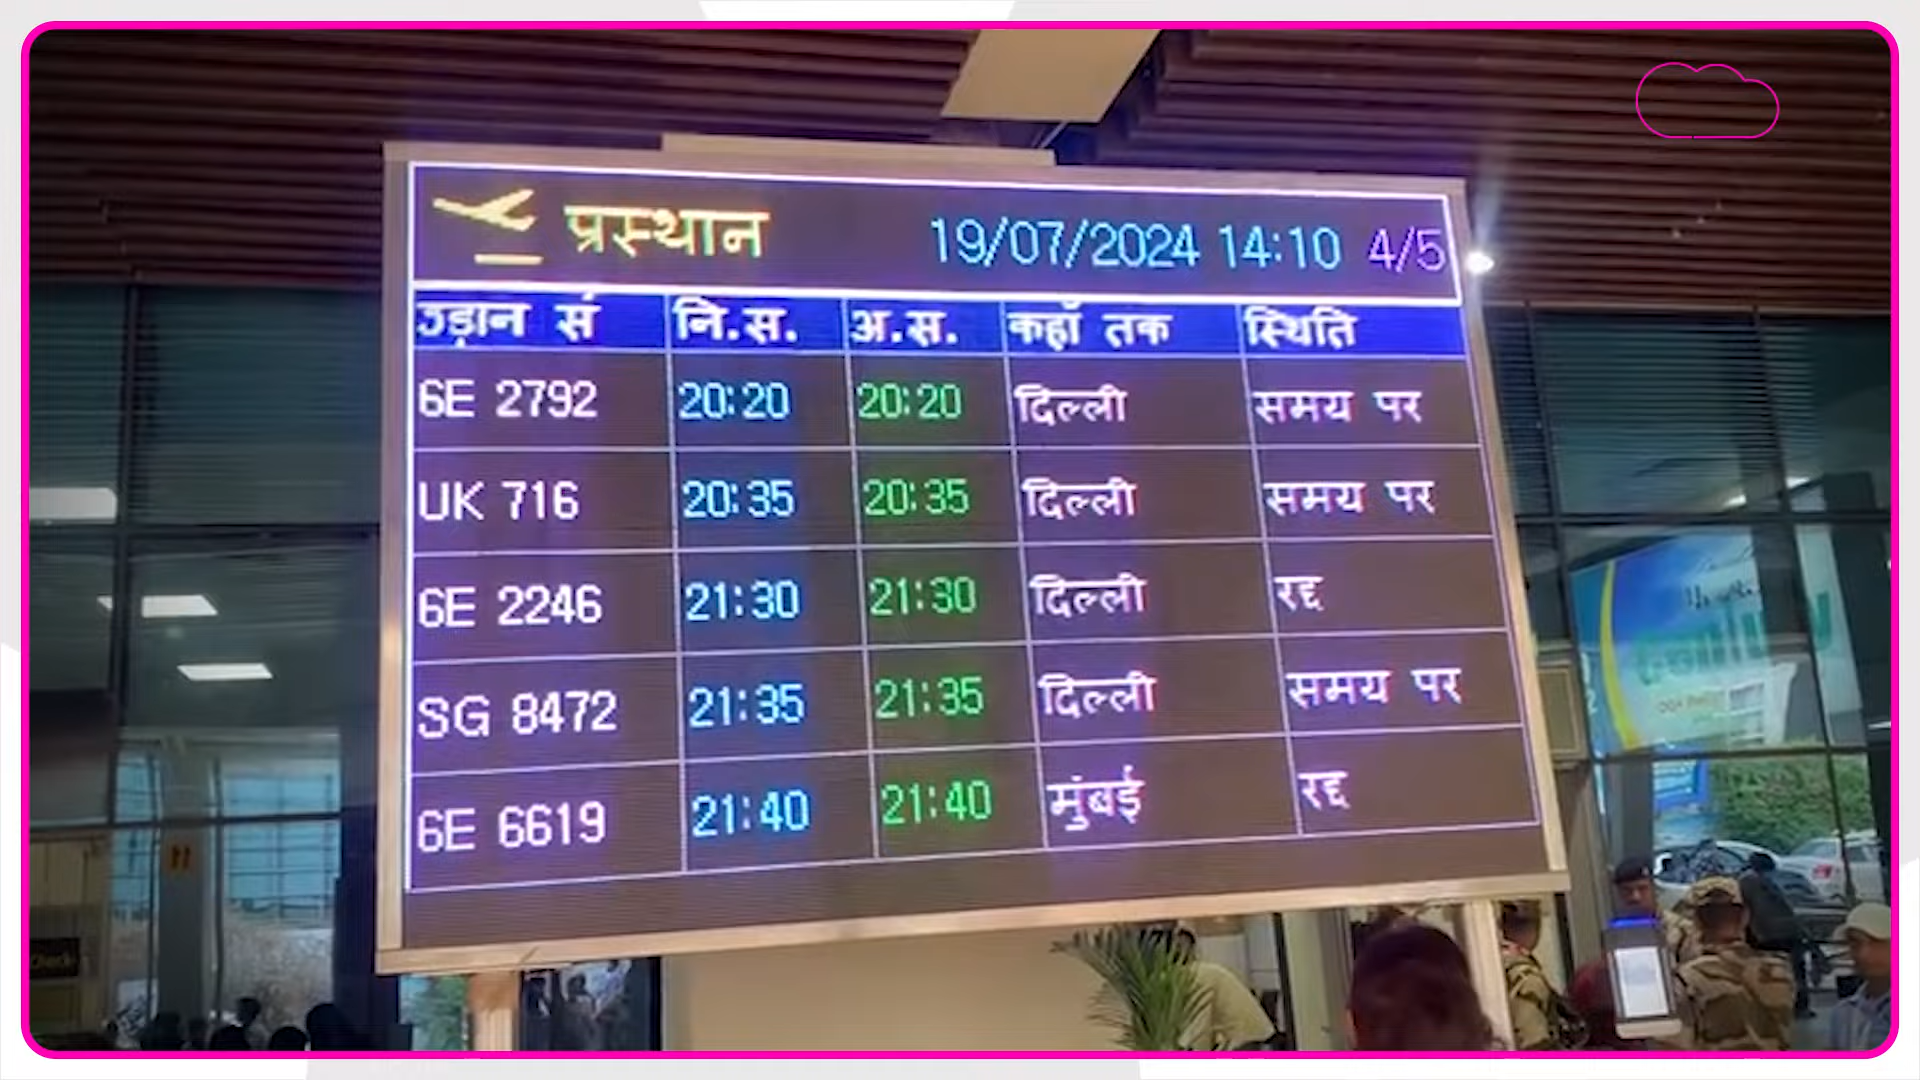 प्रस्थान 19/07/2024 14:10 4/5
उड़ान सं नि.स. अ.स. कहाँ तक स्थिति
6E 2792 20:20 20:20 दिल्ली समय पर
UK 716 20:35 20:35 दिल्ली समय पर
6E 2246 21:30 21:30 दिल्ली रद्द
SG 8472 21:35 21:35 दिल्ली समय पर
6E 6619 21:40 21:40 मुंबई रद्द